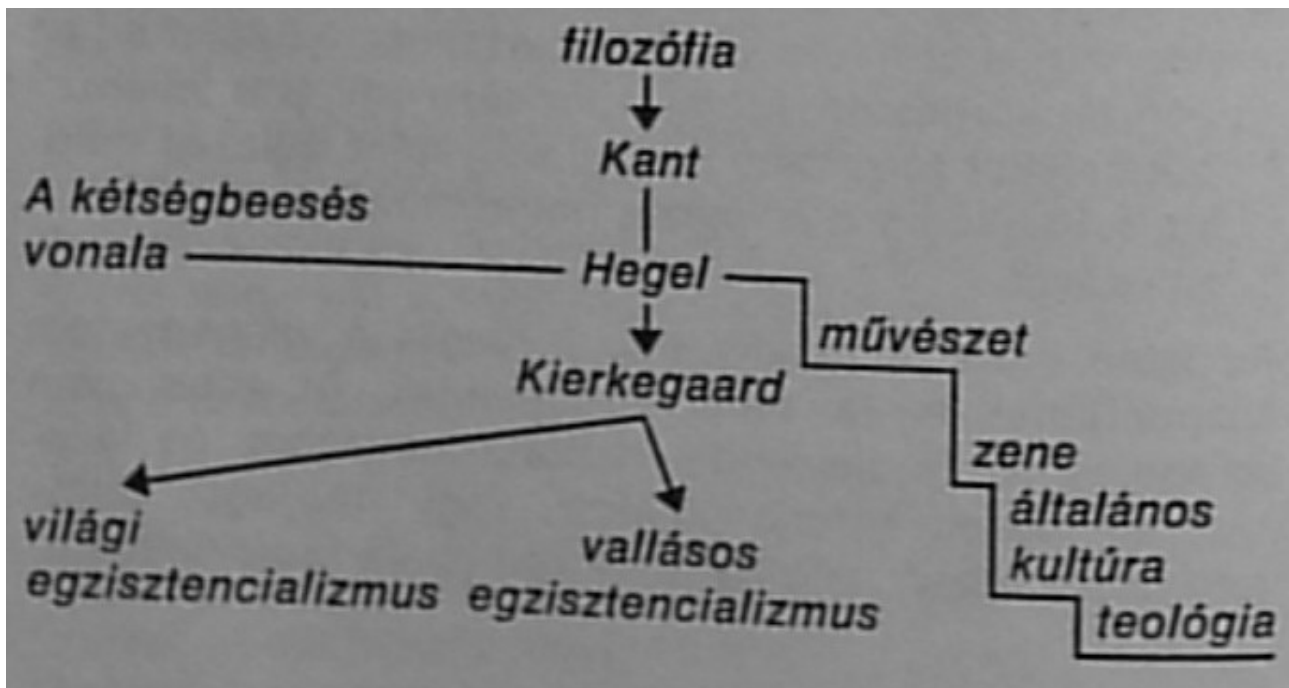 filozófia
Kant
A kétségbeesés
vonala
Hegel
művészet
Kierkegaard
zene
általános
kultúra
világi
egzisztencializmus
vallásos
egzisztencializmus
teológia